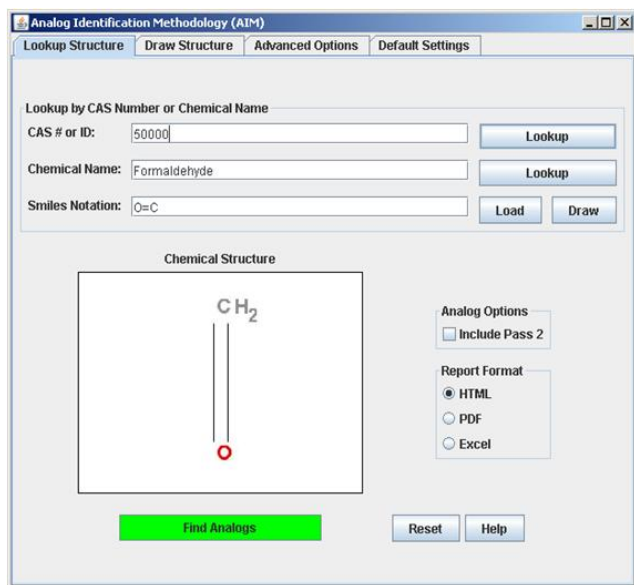 Analog Identification Methodology (AIM)
Lookup Structure Draw Structure Advanced Options Default Settings
Lookup by CAS Number or Chemical Name
CAS # or ID: 50000 Lookup
Chemical Name: Formaldehyde Lookup
Smiles Notation: O=C Load Draw
Chemical Structure
CH2
O
Analog Options
Include Pass 2
Report Format
HTML
PDF
Excel
Find Analogs Reset Help